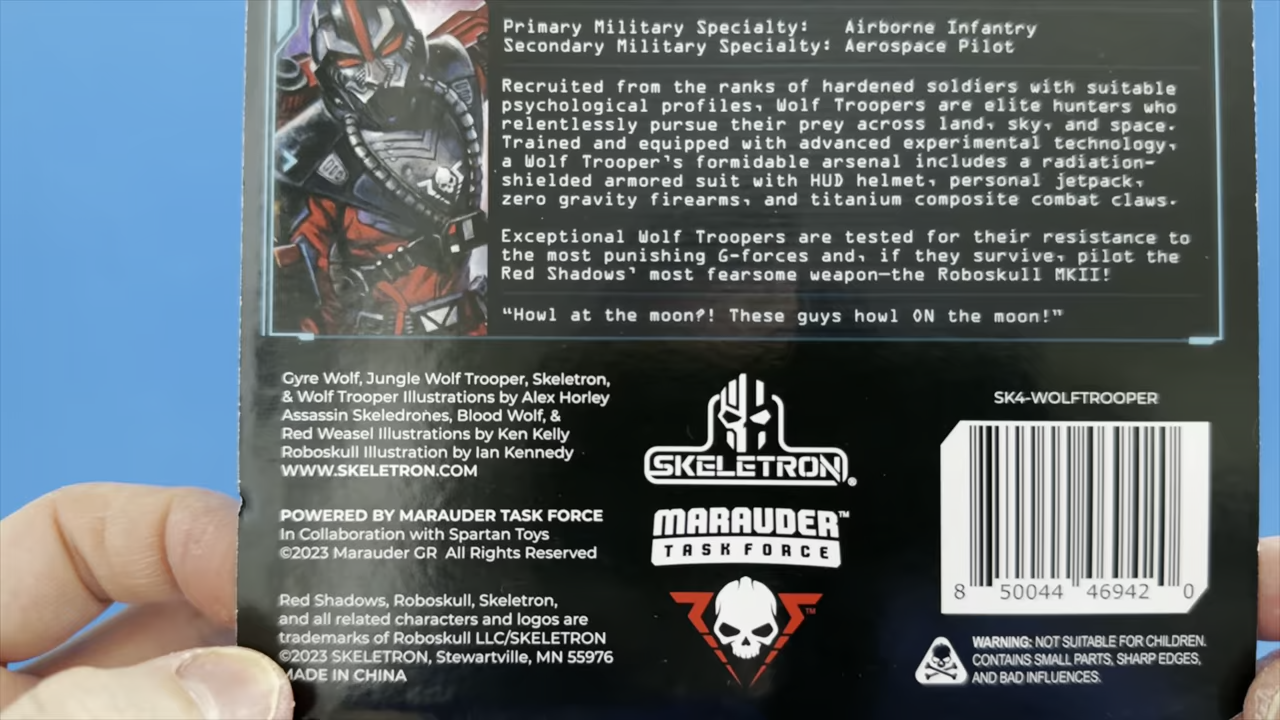 Primary Military Specialty: Airborne Infantry
Secondary Military Specialty: Aerospace Pilot
Recruited from the ranks of hardened soldiers with suitable
psychological profiles, Wolf Troopers are elite hunters who
relentlessly pursue their prey across land, sky, and space.
Trained and equipped with advanced experimental technology,
a Wolf Trooper's formidable arsenal includes a radiation-
shielded armored suit with HUD helmet, personal jetpack,
zero gravity firearms, and titanium composite combat claws.
Exceptional Wolf Troopers are tested for their resistance to
the most punishing G-forces and, if they survive, pilot the
Red Shadows' most fearsome weapon—the Roboskull MKII!
"Howl at the moon?! These guys howl ON the moon!"
Gyre Wolf, Jungle Wolf Trooper, Skeletron,
& Wolf Trooper Illustrations by Alex Horley
Assassin Skeledrones, Blood Wolf, &
Red Weasel Illustrations by Ken Kelly
Roboskull Illustration by Ian Kennedy
WWW.SKELETRON.COM
POWERED BY MARAUDER TASK FORCE
In Collaboration with Spartan Toys
©2023 Marauder GR All Rights Reserved
Red Shadows, Roboskull, Skeletron,
and all related characters and logos are
trademarks of Roboskull LLC/SKELETRON
©2023 SKELETRON, Stewartville, MN 55976
MADE IN CHINA
SKELETRON®
MARAUDER™
TASK FORCE
™
SK4-WOLFTROOPER
8 50044 46942 0
WARNING: NOT SUITABLE FOR CHILDREN.
CONTAINS SMALL PARTS, SHARP EDGES,
AND BAD INFLUENCES.